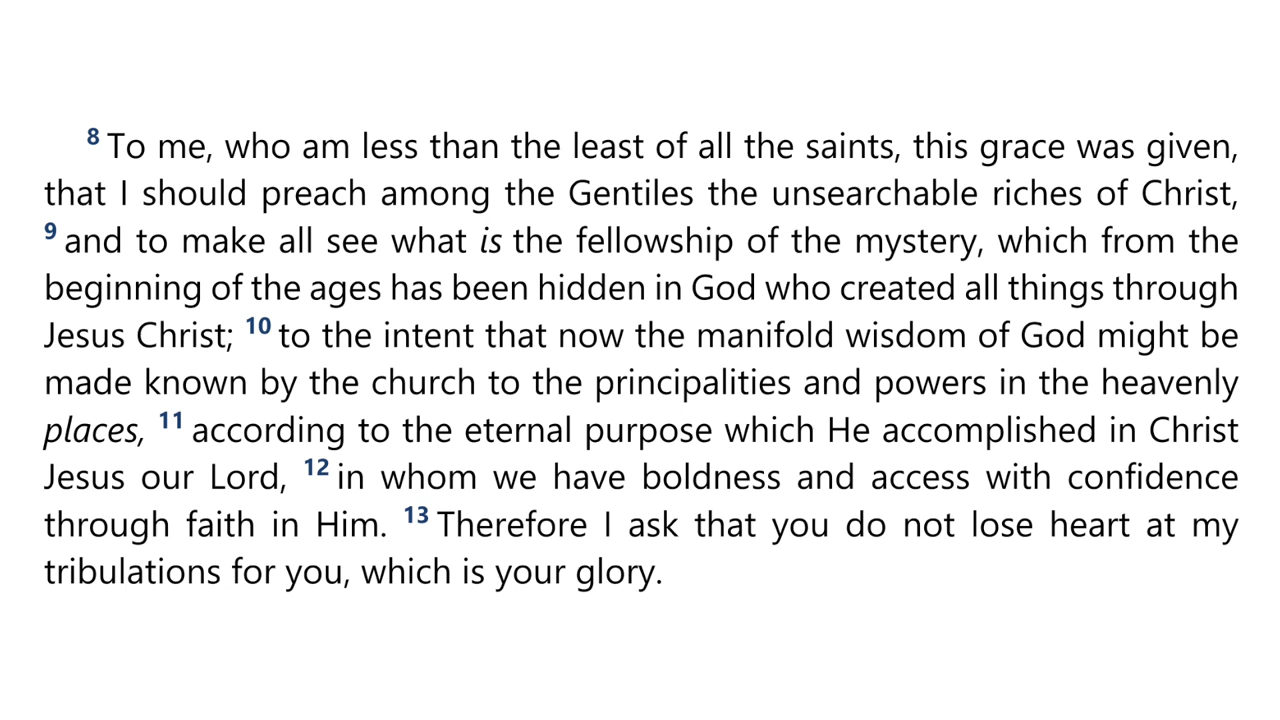 8 To me, who am less than the least of all the saints, this grace was given,
that I should preach among the Gentiles the unsearchable riches of Christ,
9 and to make all see what is the fellowship of the mystery, which from the
beginning of the ages has been hidden in God who created all things through
Jesus Christ; 10 to the intent that now the manifold wisdom of God might be
made known by the church to the principalities and powers in the heavenly
places, 11 according to the eternal purpose which He accomplished in Christ
Jesus our Lord, 12 in whom we have boldness and access with confidence
through faith in Him. 13 Therefore I ask that you do not lose heart at my
tribulations for you, which is your glory.